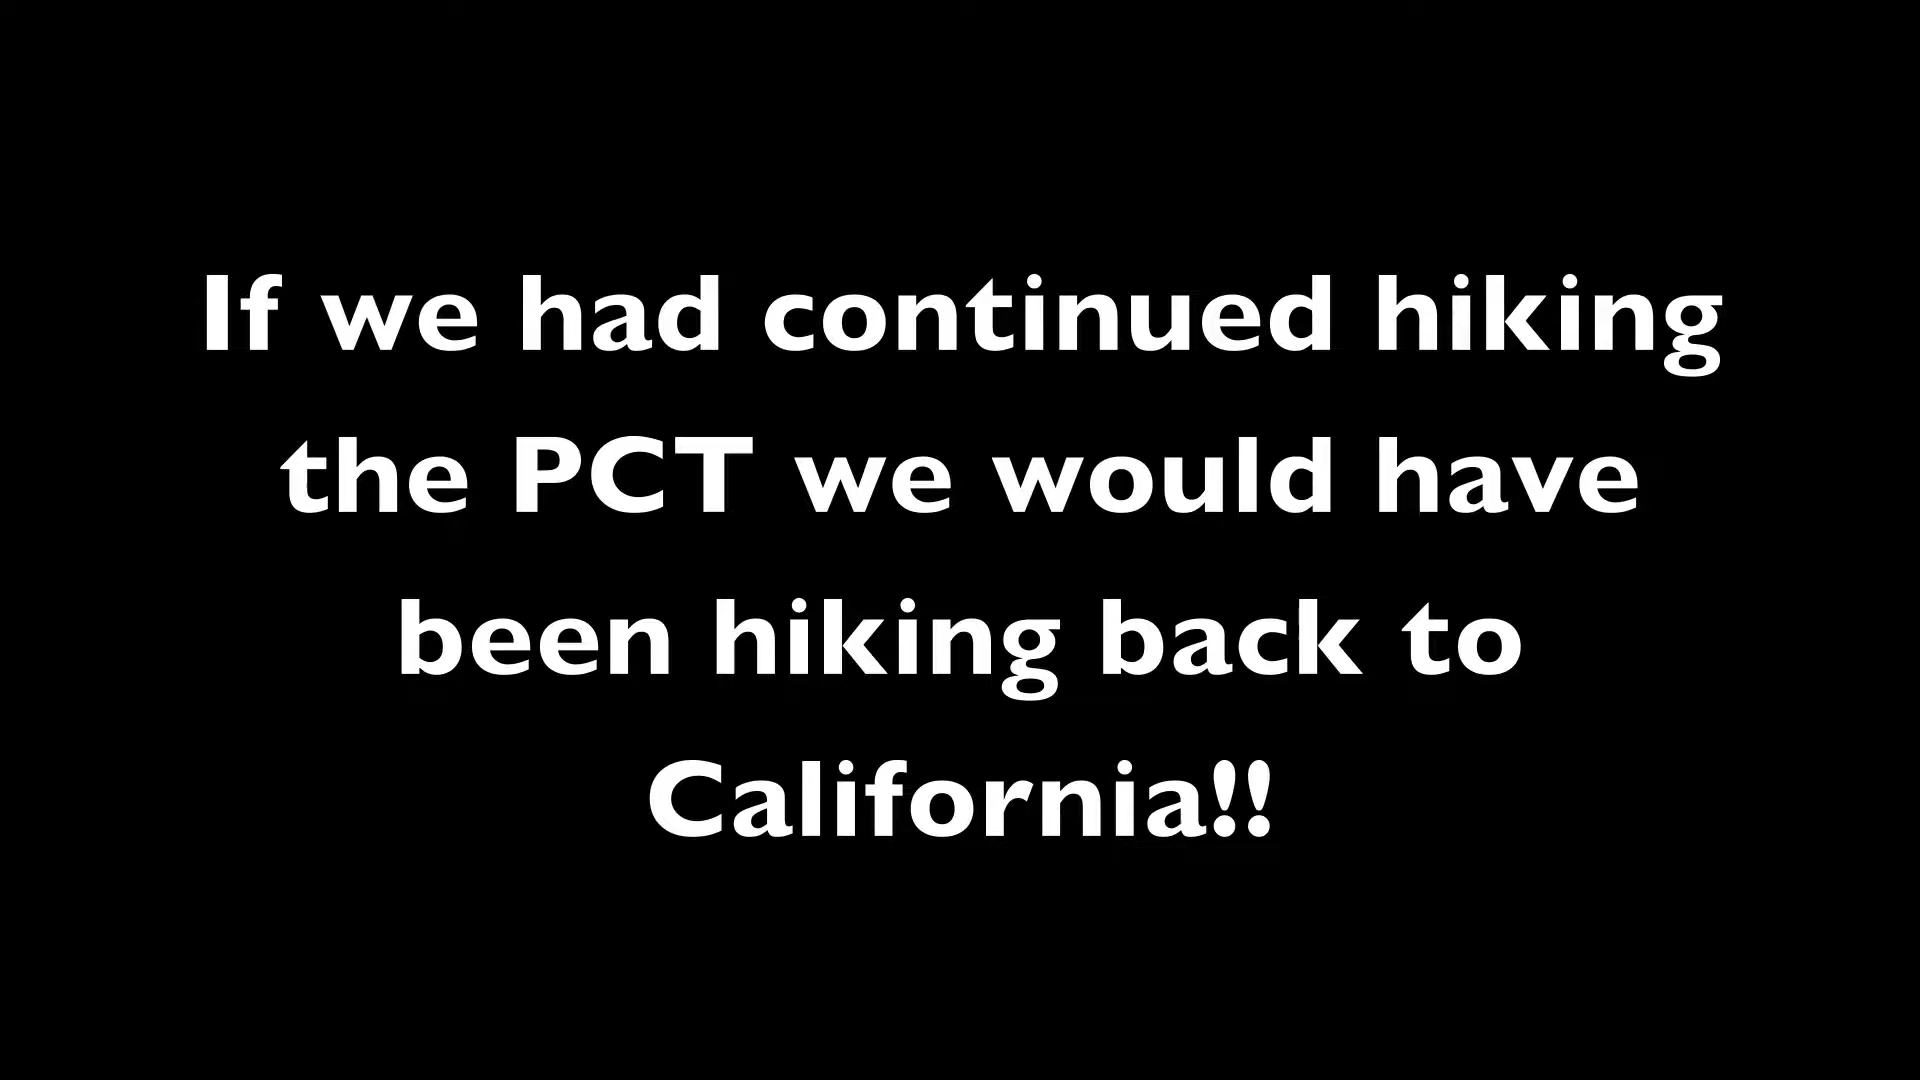 If we had continued hiking
the PCT we would have
been hiking back to
California!!